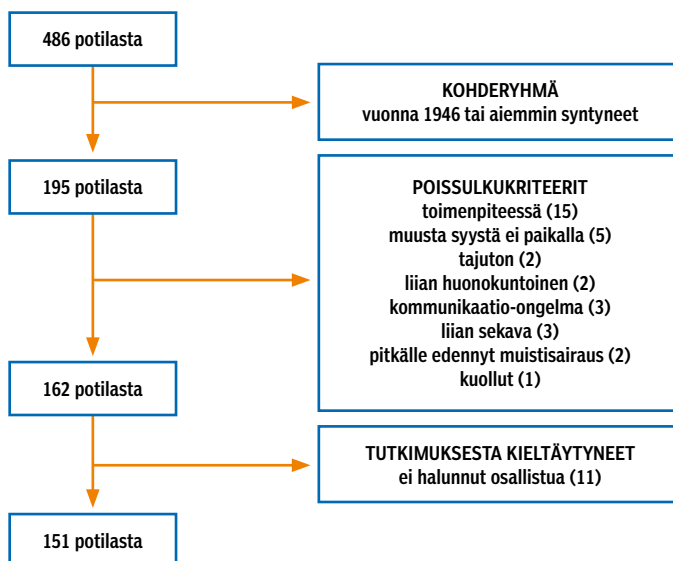 486 potilasta
KOHDERYHMÄ
vuonna 1946 tai aiemmin syntyneet
195 potilasta
POISSULKUKRITEERIT
toimenpiteessä (15)
muusta syystä ei paikalla (5)
tajuton (2)
liian huonokuntoinen (2)
kommunikaatio-ongelma (3)
liian sekava (3)
pitkälle edennyt muistisairaus (2)
kuollut (1)
162 potilasta
TUTKIMUKSESTA KIELTÄYTYNEET
ei halunnut osallistua (11)
151 potilasta